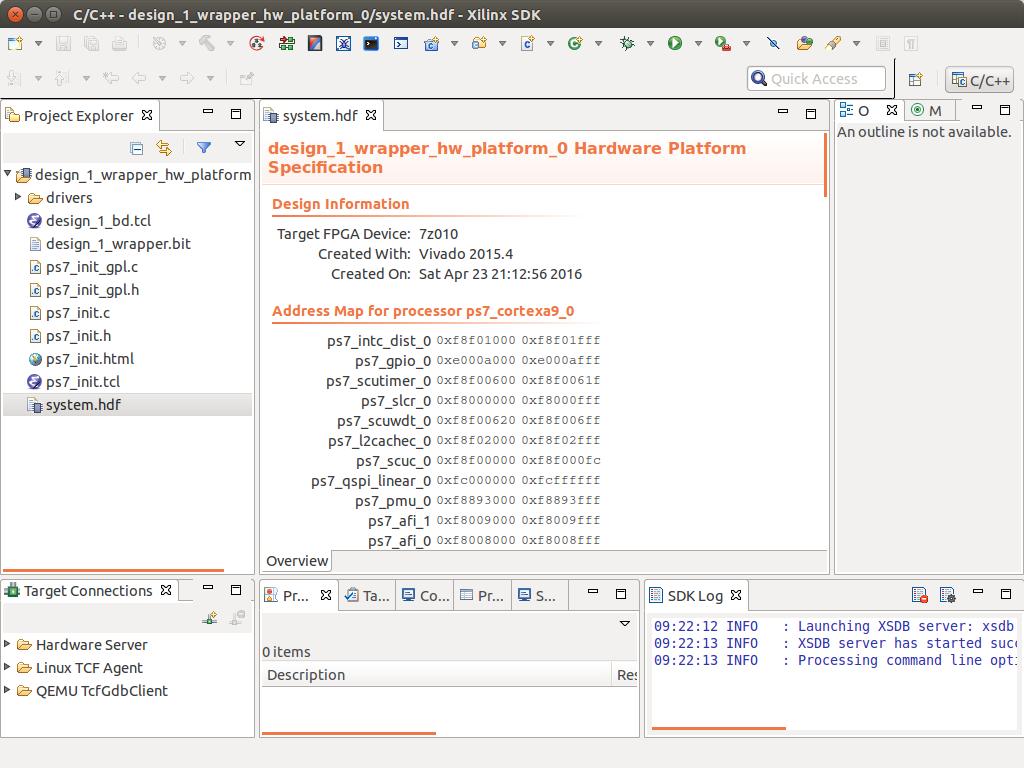 C/C++ - design_1_wrapper_hw_platform_0/system.hdf - Xilinx SDK
Quick Access
C/C++
Project Explorer
design_1_wrapper_hw_platform
drivers
design_1_bd.tcl
design_1_wrapper.bit
ps7_init_gpl.c
ps7_init_gpl.h
ps7_init.c
ps7_init.h
ps7_init.html
ps7_init.tcl
system.hdf
system.hdf
design_1_wrapper_hw_platform_0 Hardware Platform
Specification
Design Information
Target FPGA Device: 7z010
Created With: Vivado 2015.4
Created On: Sat Apr 23 21:12:56 2016
Address Map for processor ps7_cortexa9_0
ps7_intc_dist_0 0xf8f01000 0xf8f01fff
ps7_gpio_0 0xe000a000 0xe000afff
ps7_scutimer_0 0xf8f00600 0xf8f0061f
ps7_slcr_0 0xf8000000 0xf8000fff
ps7_scuwdt_0 0xf8f00620 0xf8f006ff
ps7_l2cachec_0 0xf8f02000 0xf8f02fff
ps7_scuc_0 0xf8f00000 0xf8f000fc
ps7_qspi_linear_0 0xfc000000 0xfcffffff
ps7_pmu_0 0xf8893000 0xf8893fff
ps7_afi_1 0xf8009000 0xf8009fff
ps7_afi_0 0xf8008000 0xf8008fff
Overview
O
M
An outline is not available.
Target Connections
Hardware Server
Linux TCF Agent
QEMU TcfGdbClient
Pr...
Ta...
Co...
Pr...
S...
0 items
Description
Res
SDK Log
09:22:12 INFO : Launching XSDB server: xsdb
09:22:13 INFO : XSDB server has started succ
09:22:13 INFO : Processing command line opti